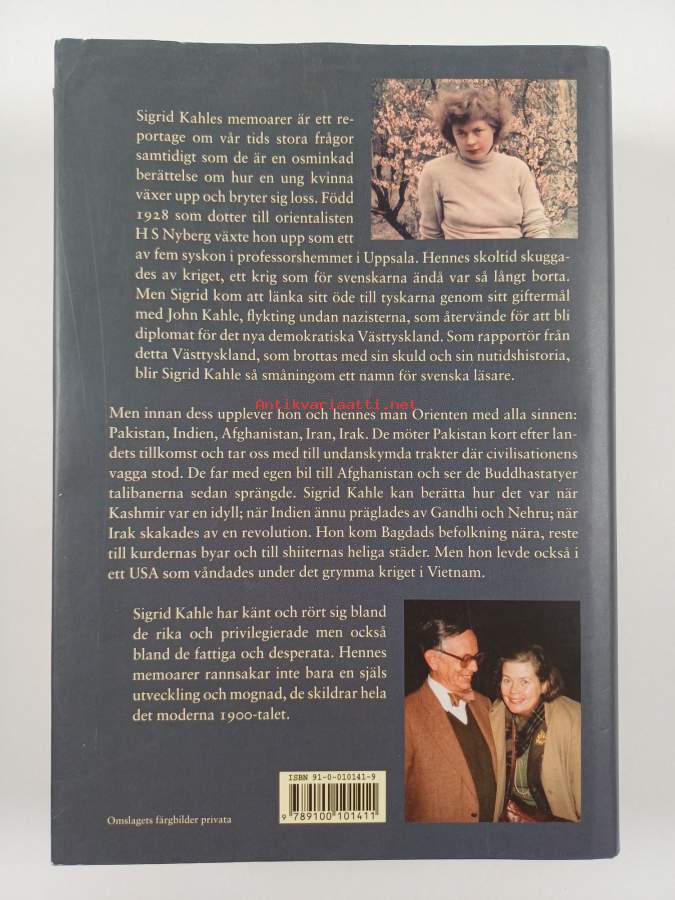 Sigrid Kahles memoarer är ett re-
portage om vår tids stora frågor
samtidigt som de är en osminkad
berättelse om hur en ung kvinna
växer upp och bryter sig loss. Född
1928 som dotter till orientalisten
H S Nyberg växte hon upp som ett
av fem syskon i professorshemmet i Uppsala. Hennes skoltid skugga-
des av kriget, ett krig som för svenskarna ändå var så långt borta.
Men Sigrid kom att länka sitt öde till tyskarna genom sitt giftermål
med John Kahle, flykting undan nazisterna, som återvände för att bli
diplomat för det nya demokratiska Västtyskland. Som rapportör från
detta Västtyskland, som brottas med sin skuld och sin nutidshistoria,
blir Sigrid Kahle så småningom ett namn för svenska läsare.
Antikvariaatti.net
Men innan dess upplever hon och hennes man Orienten med alla sinnen:
Pakistan, Indien, Afghanistan, Iran, Irak. De möter Pakistan kort efter lan-
dets tillkomst och tar oss med till undanskymda trakter där civilisationens
vagga stod. De far med egen bil till Afghanistan och ser de Buddhastatyer
talibanerna sedan sprängde. Sigrid Kahle kan berätta hur det var när
Kashmir var en idyll; när Indien ännu präglades av Gandhi och Nehru; när
Irak skakades av en revolution. Hon kom Bagdads befolkning nära, reste
till kurdernas byar och till shiiternas heliga städer. Men hon levde också i
ett USA som våndades under det grymma kriget i Vietnam.
Sigrid Kahle har känt och rört sig bland
de rika och privilegierade men också
bland de fattiga och desperata. Hennes
memoarer rannsakar inte bara en själs
utveckling och mognad, de skildrar hela
det moderna 1900-talet.
ISBN 91-0-010141-9
9 789100 101411
Omslagets färgbilder privata